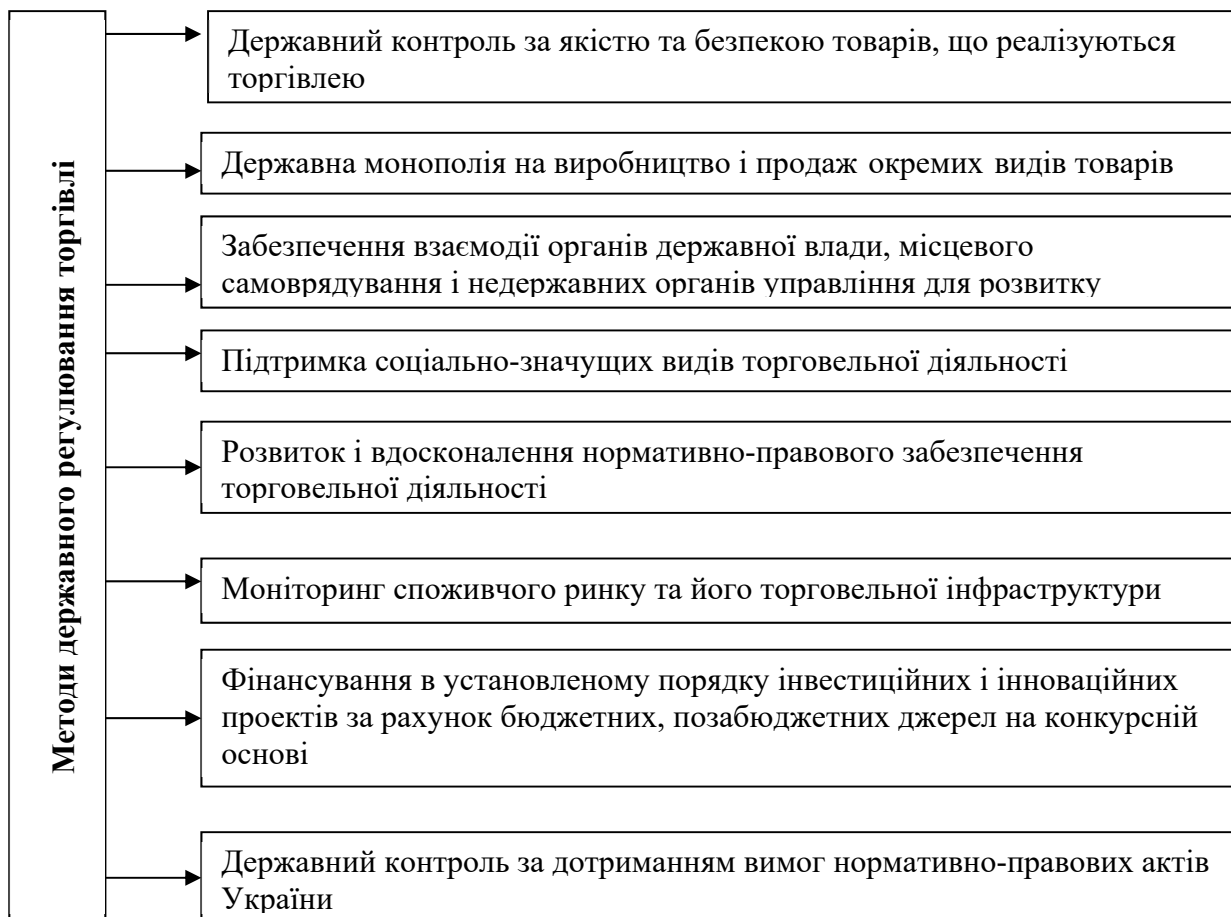 Методи державного регулювання торгівлі
Державний контроль за якістю та безпекою товарів, що реалізуються
торгівлею
Державна монополія на виробництво і продаж окремих видів товарів
Забезпечення взаємодії органів державної влади, місцевого
самоврядування і недержавних органів управління для розвитку
Підтримка соціально-значущих видів торговельної діяльності
Розвиток і вдосконалення нормативно-правового забезпечення
торговельної діяльності
Моніторинг споживчого ринку та його торговельної інфраструктури
Фінансування в установленому порядку інвестиційних і інноваційних
проектів за рахунок бюджетних, позабюджетних джерел на конкурсній
основі
Державний контроль за дотриманням вимог нормативно-правових актів
України